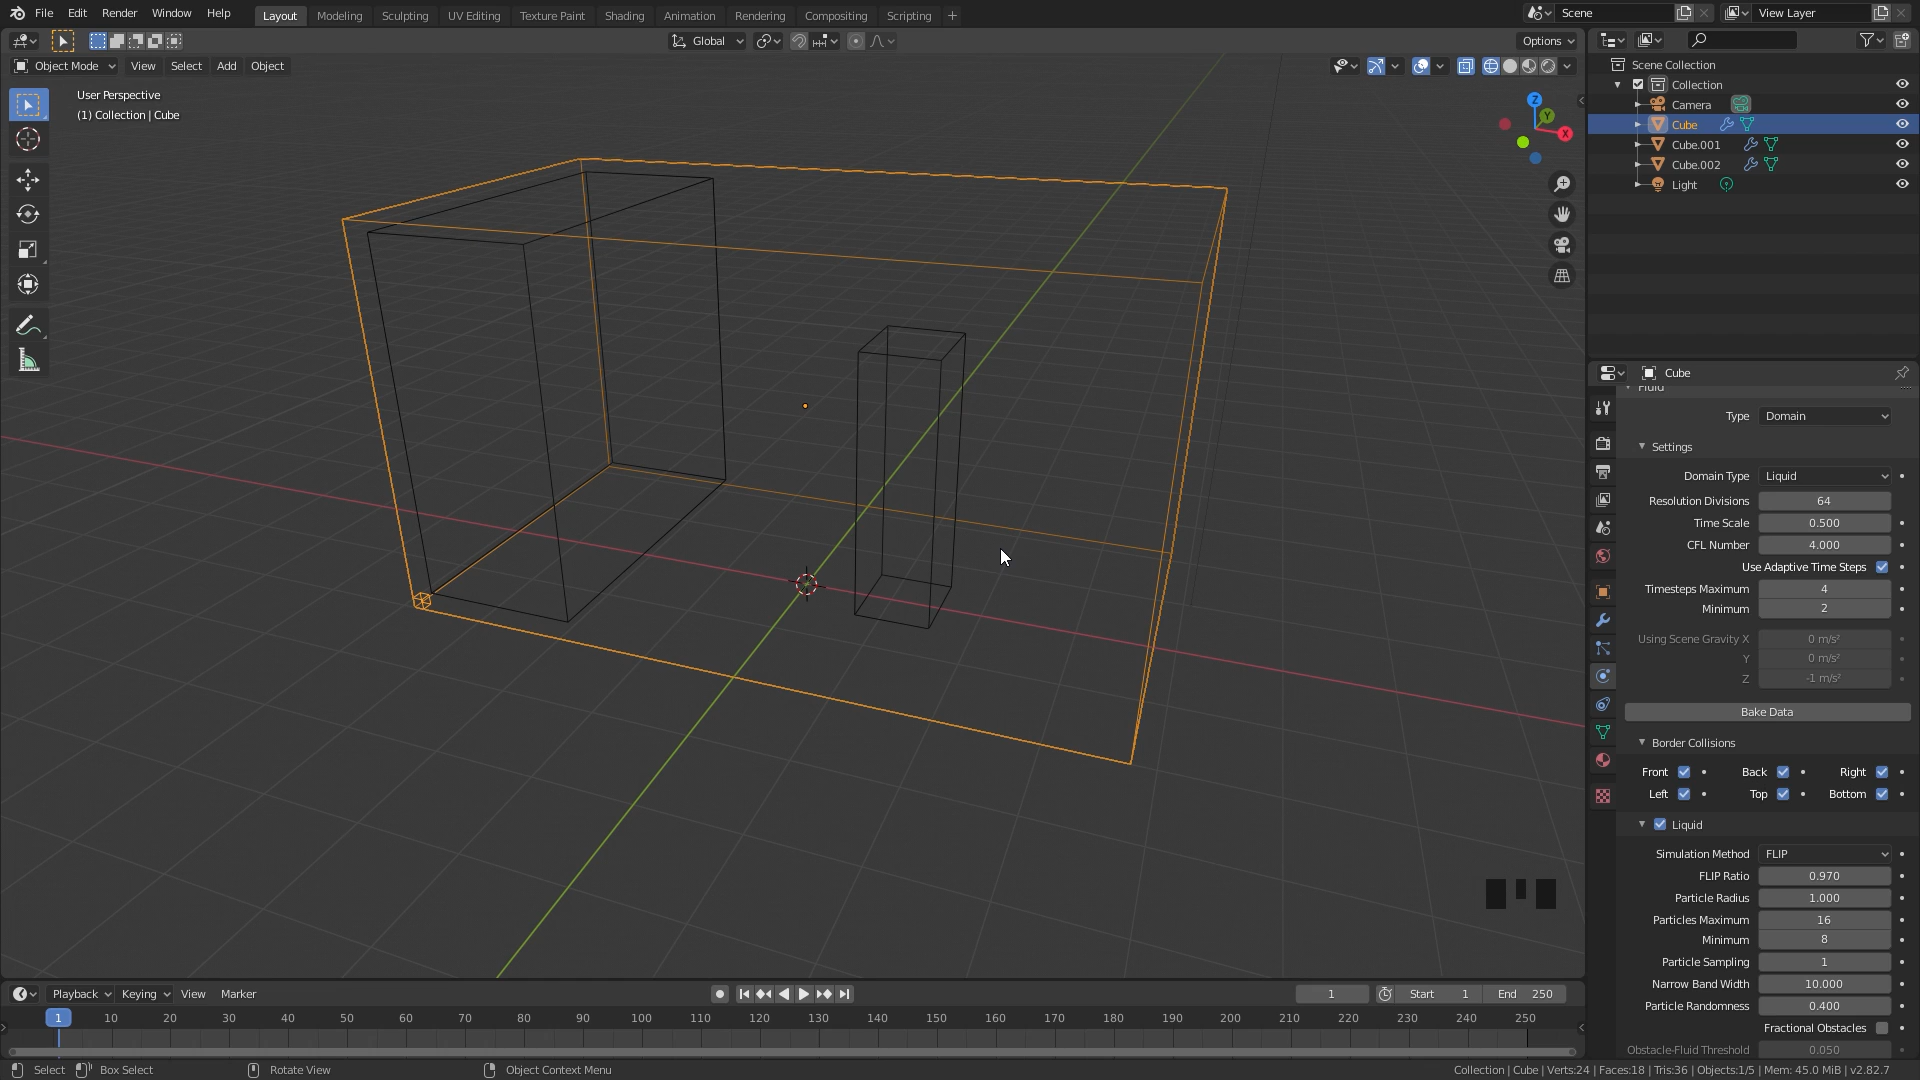 File Edit Render Window Help Layout Modeling Sculpting UV Editing Texture Paint Shading Animation Rendering Compositing Scripting + Scene View Layer
Global Options
Object Mode View Select Add Object
User Perspective
(1) Collection | Cube
Z
Y
X
Scene Collection
Collection
Camera
Cube
Cube.001
Cube.002
Light
Cube
Fluid
Type Domain
Settings
Domain Type Liquid
Resolution Divisions 64
Time Scale 0.500
CFL Number 4.000
Use Adaptive Time Steps
Timesteps Maximum 4
Minimum 2
Using Scene Gravity X 0 m/s²
Y 0 m/s²
Z -1 m/s²
Bake Data
Border Collisions
Front Back Right
Left Top Bottom
Liquid
Simulation Method FLIP
FLIP Ratio 0.970
Particle Radius 1.000
Particles Maximum 16
Minimum 8
Particle Sampling 1
Narrow Band Width 10.000
Particle Randomness 0.400
Fractional Obstacles
Obstacle-Fluid Threshold 0.050
Playback Keying View Marker 1 Start 1 End 250
1 10 20 30 40 50 60 70 80 90 100 110 120 130 140 150 160 170 180 190 200 210 220 230 240 250
Select Box Select Rotate View Object Context Menu Collection | Cube | Verts:24 | Faces:18 | Tris:36 | Objects:1/5 | Mem: 45.0 MiB | v2.82.7